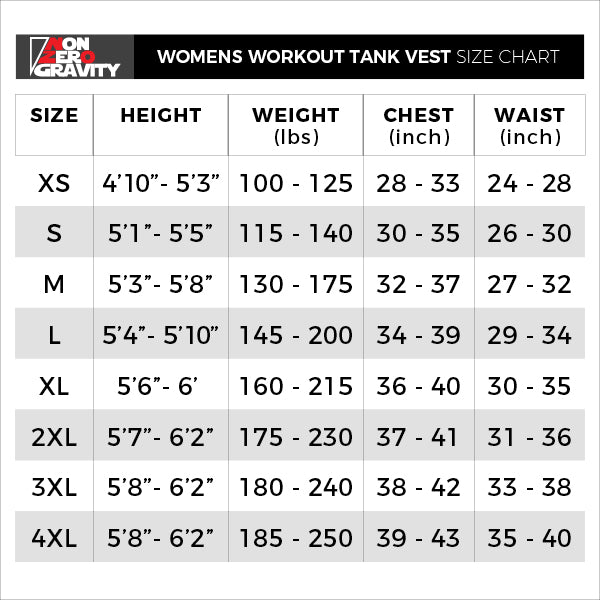 NON ZERO GRAVITY WOMENS WORKOUT TANK VEST SIZE CHART
SIZE HEIGHT WEIGHT (lbs) CHEST (inch) WAIST (inch)
XS 4’10”- 5’3” 100 - 125 28 - 33 24 - 28
S 5’1”- 5’5” 115 - 140 30 - 35 26 - 30
M 5’3”- 5’8” 130 - 175 32 - 37 27 - 32
L 5’4”- 5’10” 145 - 200 34 - 39 29 - 34
XL 5’6”- 6’ 160 - 215 36 - 40 30 - 35
2XL 5’7”- 6’2” 175 - 230 37 - 41 31 - 36
3XL 5’8”- 6’2” 180 - 240 38 - 42 33 - 38
4XL 5’8”- 6’2” 185 - 250 39 - 43 35 - 40